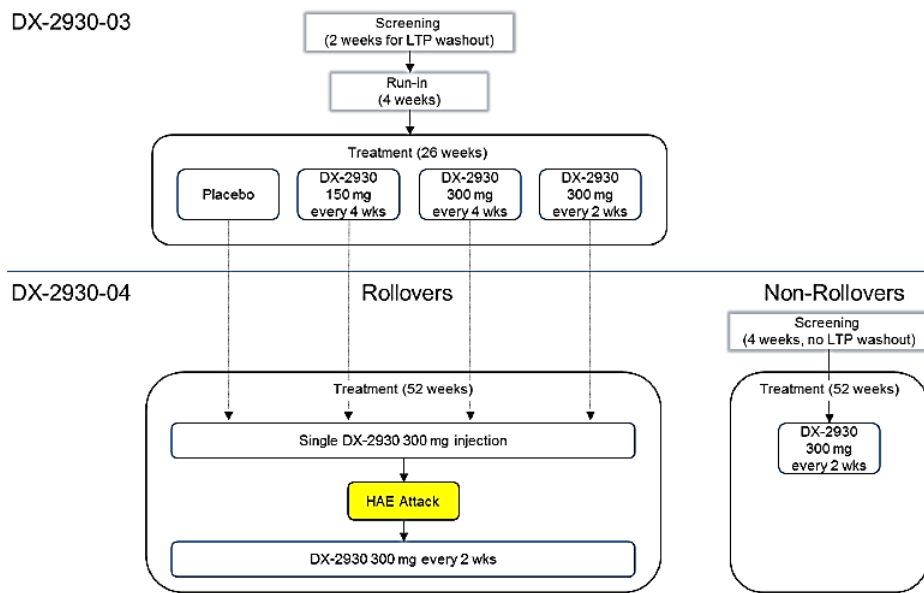 DX-2930-03
Screening
(2 weeks for LTP washout)
Run-in
(4 weeks)
Treatment (26 weeks)
Placebo
DX-2930
150 mg
every 4 wks
DX-2930
300 mg
every 4 wks
DX-2930
300 mg
every 2 wks
DX-2930-04
Rollovers
Non-Rollovers
Screening
(4 weeks, no LTP washout)
Treatment (52 weeks)
Single DX-2930 300 mg injection
HAE Attack
DX-2930 300 mg every 2 wks
Treatment (52 weeks)
DX-2930
300 mg
every 2 wks